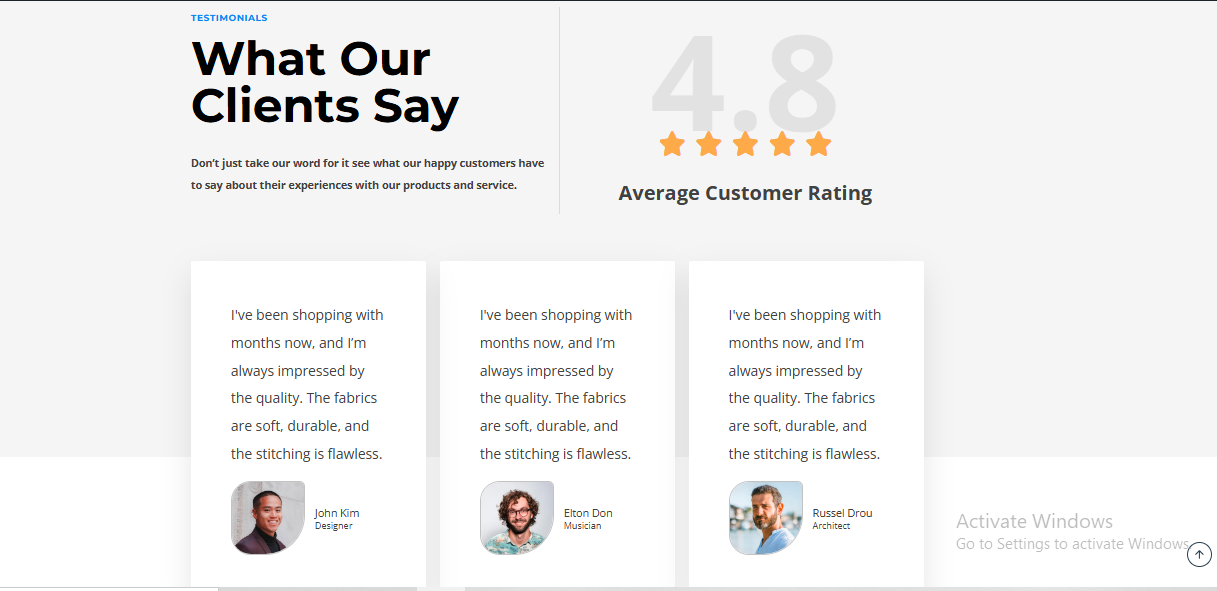 TESTIMONIALS
What Our
Clients Say
Don’t just take our word for it see what our happy customers have
to say about their experiences with our products and service.
4.8
Average Customer Rating
I've been shopping with
months now, and I’m
always impressed by
the quality. The fabrics
are soft, durable, and
the stitching is flawless.
John Kim
Designer
I've been shopping with
months now, and I’m
always impressed by
the quality. The fabrics
are soft, durable, and
the stitching is flawless.
Elton Don
Musician
I've been shopping with
months now, and I’m
always impressed by
the quality. The fabrics
are soft, durable, and
the stitching is flawless.
Russel Drou
Architect
Activate Windows
Go to Settings to activate Windows.